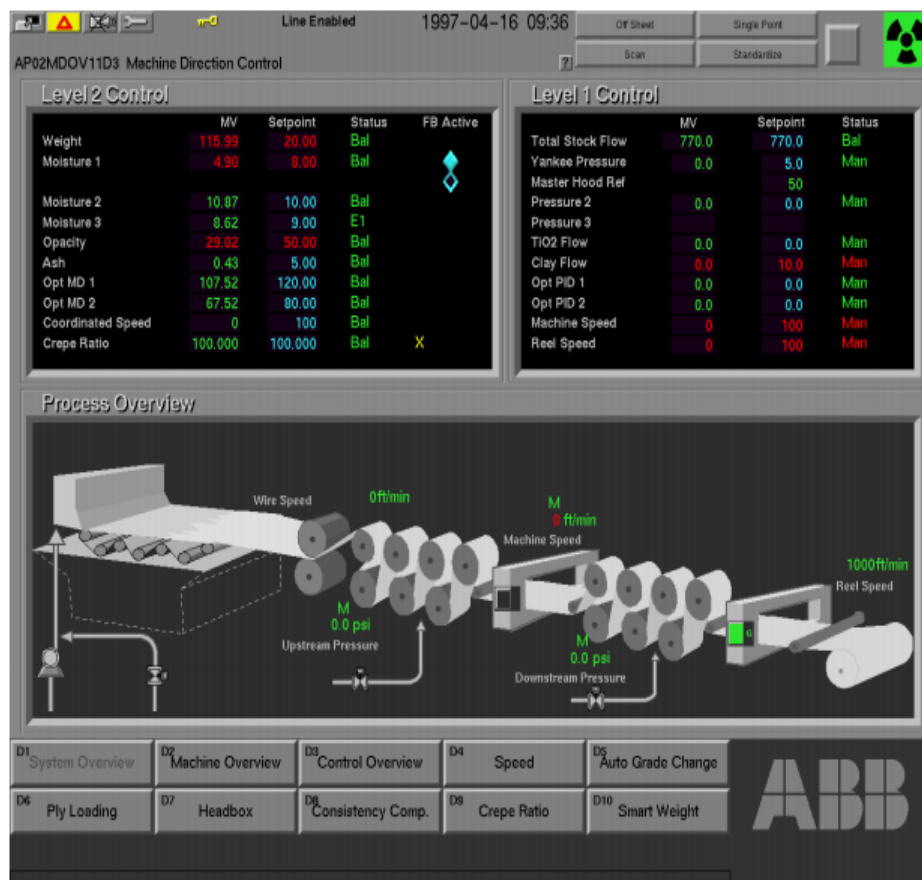 Line Enabled
1997-04-16 09:36
Off Sheet
Single Point
Scan
Standardize
AP02MDOV11D3 Machine Direction Control
?
Level 2 Control
MV Setpoint Status FB Active
Weight 115.99 20.00 Bal
Moisture 1 4.90 8.00 Bal
Moisture 2 10.87 10.00 Bal
Moisture 3 8.62 9.00 E1
Opacity 29.02 50.00 Bal
Ash 0.43 5.00 Bal
Opt MD 1 107.52 120.00 Bal
Opt MD 2 67.52 80.00 Bal
Coordinated Speed 0 100 Bal
Crepe Ratio 100.000 100.000 Bal X
Level 1 Control
MV Setpoint Status
Total Stock Flow 770.0 770.0 Bal
Yankee Pressure 0.0 5.0 Man
Master Hood Ref 50
Pressure 2 0.0 0.0 Man
Pressure 3
TiO2 Flow 0.0 0.0 Man
Clay Flow 0.0 10.0 Man
Opt PID 1 0.0 0.0 Man
Opt PID 2 0.0 0.0 Man
Machine Speed 0 100 Man
Reel Speed 0 100 Man
Process Overview
Wire Speed
0ft/min
M
0 ft/min
Machine Speed
1000ft/min
Reel Speed
G
M
0.0 psi
Upstream Pressure
M
0.0 psi
Downstream Pressure
D1 System Overview
D2 Machine Overview
D3 Control Overview
D4 Speed
D5 Auto Grade Change
D6 Ply Loading
D7 Headbox
D8 Consistency Comp.
D9 Crepe Ratio
D10 Smart Weight
ABB